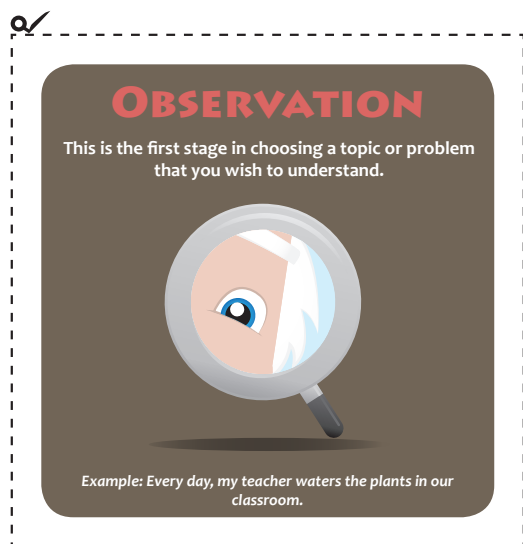 OBSERVATION
This is the first stage in choosing a topic or problem
that you wish to understand.
Example: Every day, my teacher waters the plants in our
classroom.